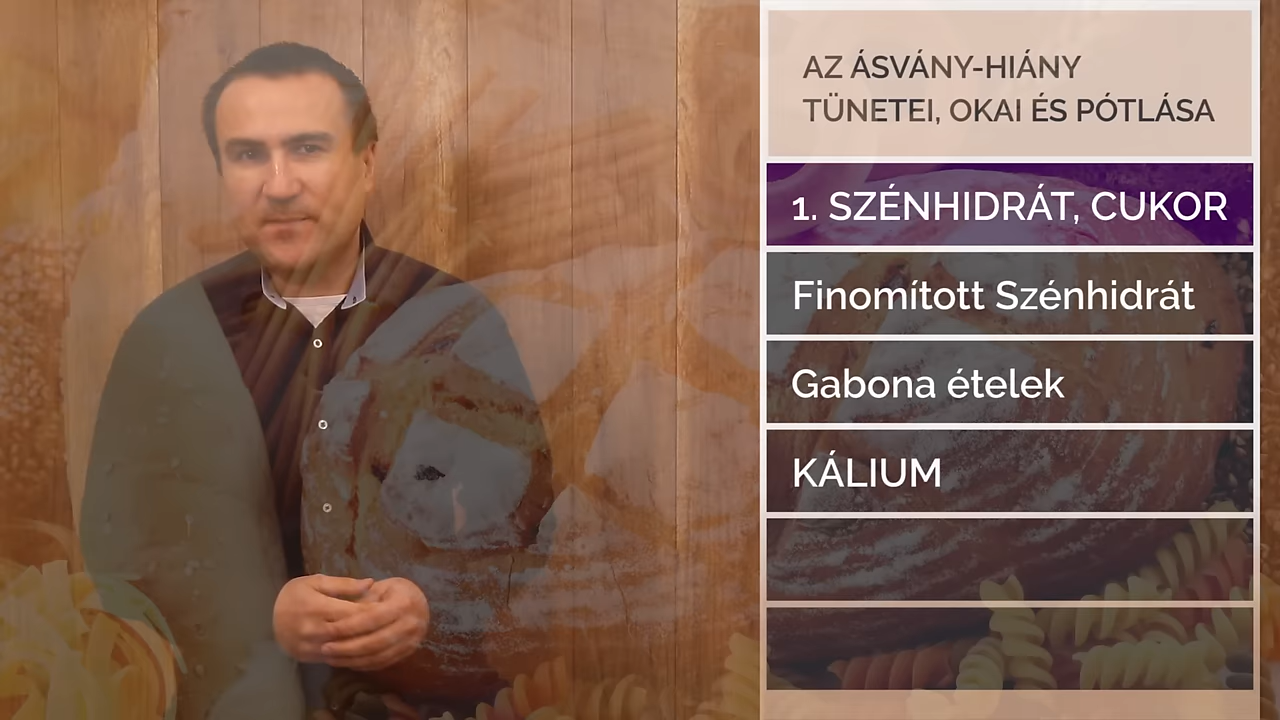 AZ ÁSVÁNY-HIÁNY
TÜNETEI, OKAI ÉS PÓTLÁSA
1. SZÉNHIDRÁT, CUKOR
Finomított Szénhidrát
Gabona ételek
KÁLIUM